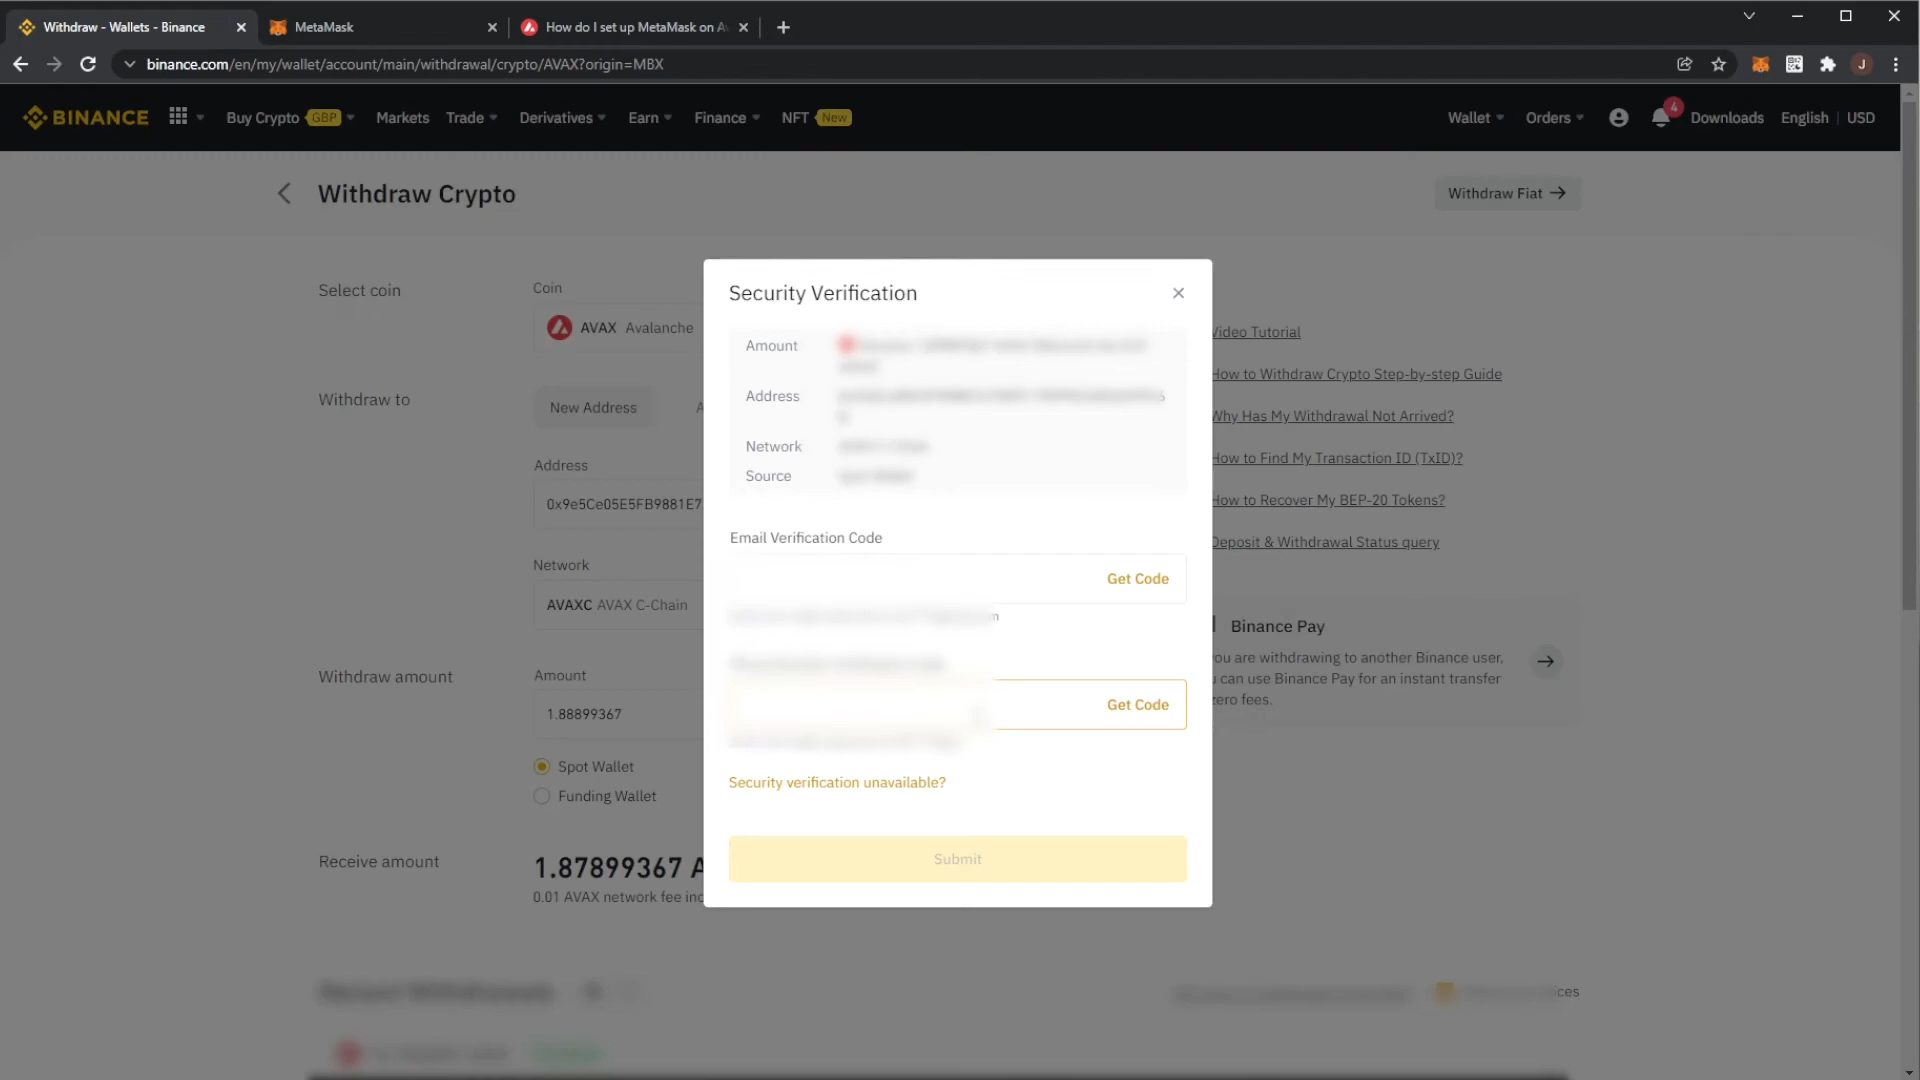 Withdraw - Wallets - Binance
MetaMask
How do I set up MetaMask on A
binance.com/en/my/wallet/account/main/withdrawal/crypto/AVAX?origin=MBX
J
BINANCE
Buy Crypto GBP
Markets
Trade
Derivatives
Earn
Finance
NFT New
Wallet
Orders
4
Downloads
English | USD
Withdraw Crypto
Withdraw Fiat →
Select coin
Coin
AVAX Avalanche
Withdraw to
New Address
A
Address
0x9e5Ce05E5FB9881E7
Network
AVAXC AVAX C-Chain
Withdraw amount
Amount
1.88899367
Spot Wallet
Funding Wallet
Receive amount
1.87899367 A
0.01 AVAX network fee inc
Security Verification
Amount
Address
Network
Source
Email Verification Code
Get Code
Get Code
Security verification unavailable?
Submit
Video Tutorial
How to Withdraw Crypto Step-by-step Guide
Why Has My Withdrawal Not Arrived?
How to Find My Transaction ID (TxID)?
How to Recover My BEP-20 Tokens?
Deposit & Withdrawal Status query
Binance Pay
ou are withdrawing to another Binance user,
can use Binance Pay for an instant transfer
zero fees.